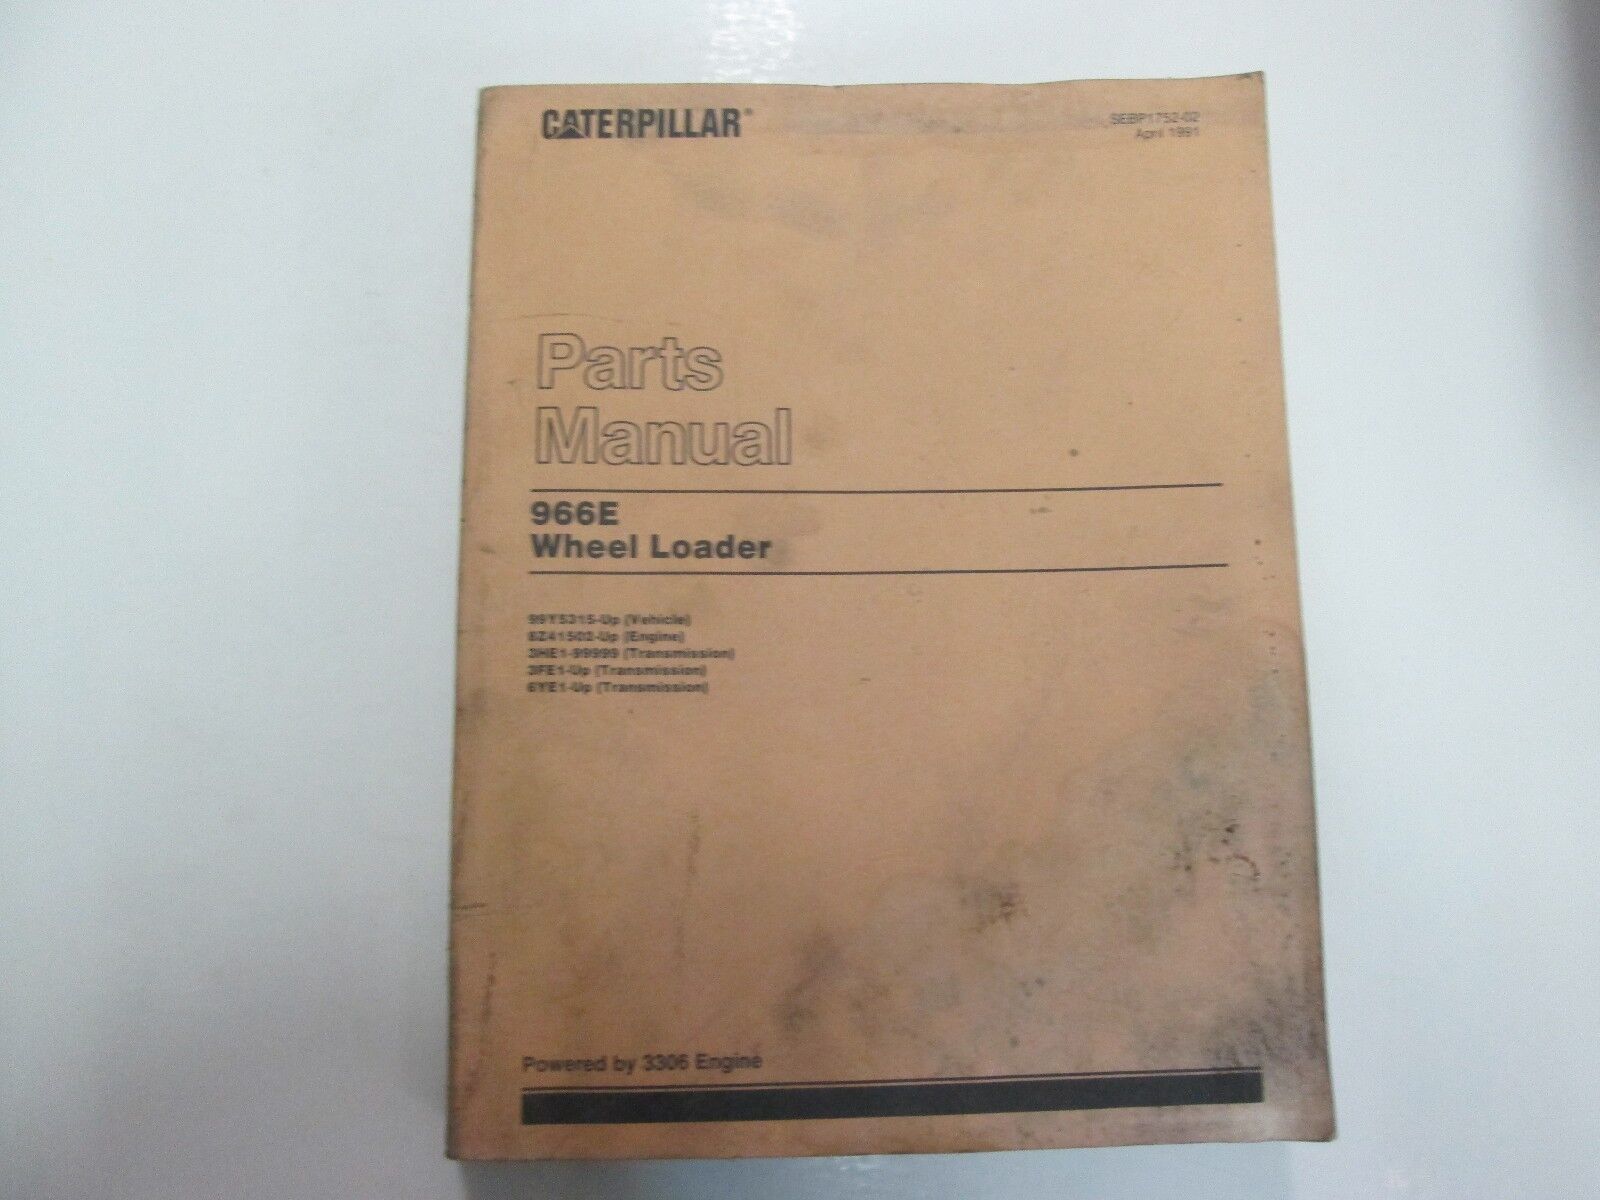 CATERPILLAR®
SEBP1752-02
April 1991
Parts
Manual
966E
Wheel Loader
99Y5315-Up (Vehicle)
8Z41503-Up (Engine)
3HE1-99999 (Transmission)
3FE1-Up (Transmission)
6YE1-Up (Transmission)
Powered by 3306 Engine